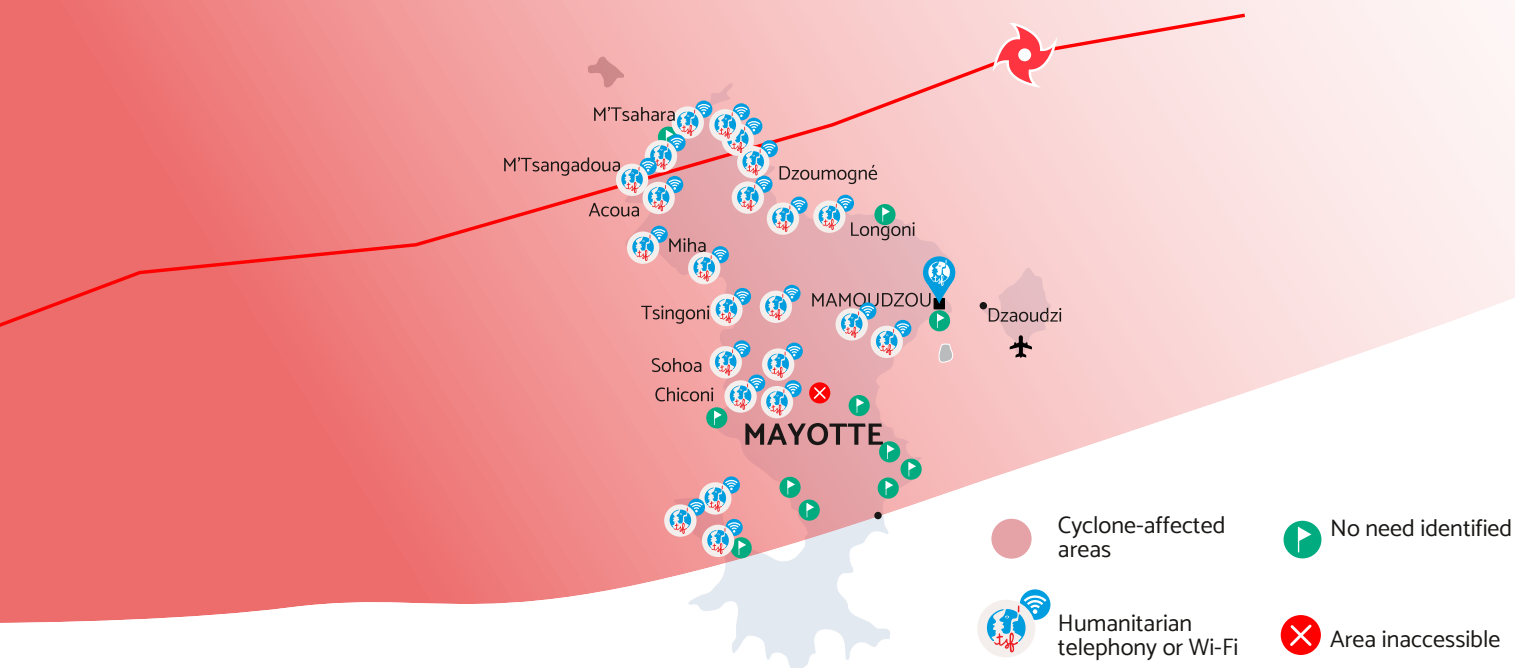 M'Tsahara
M'Tsangadoua
Dzoumogné
Acoua
Longoni
Miha
MAMOUDZOU
Tsingoni
Dzaoudzi
Sohoa
Chiconi
MAYOTTE
Cyclone-affected
areas
No need identified
tsf
Humanitarian
telephony or Wi-Fi
Area inaccessible